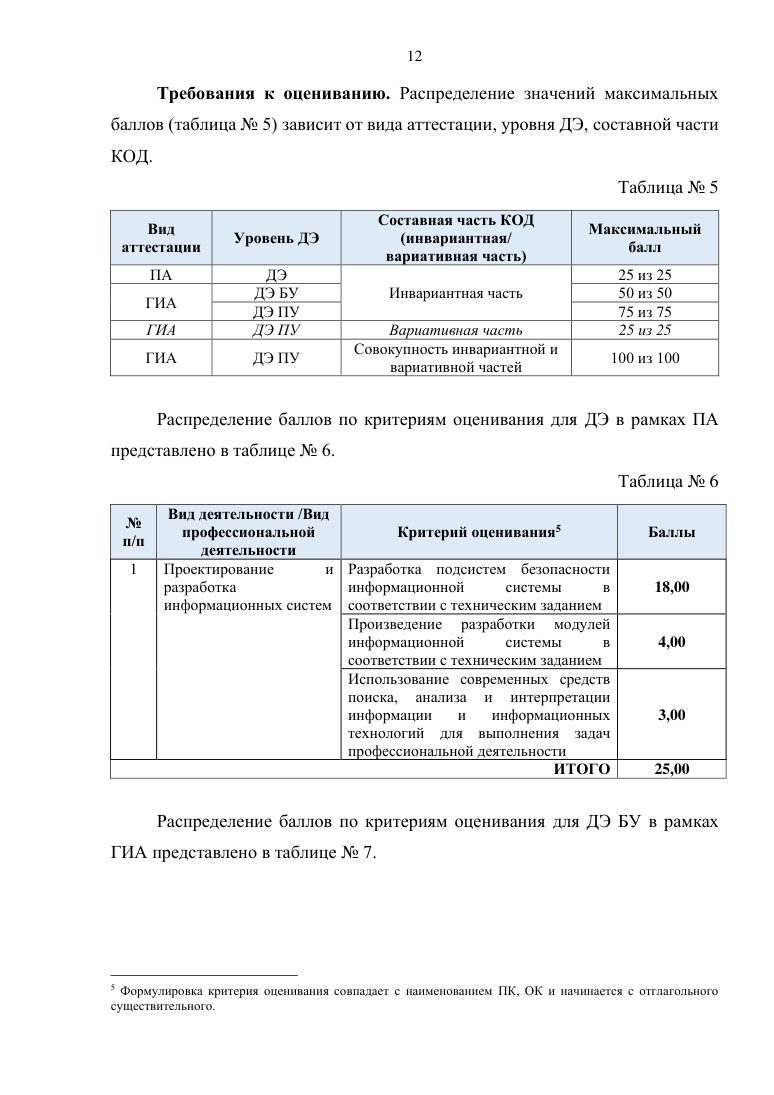 12
Требования к оцениванию. Распределение значений максимальных
баллов (таблица № 5) зависит от вида аттестации, уровня ДЭ, составной части
КОД.
Таблица № 5
Вид
аттестации
Уровень ДЭ
Составная часть КОД
(инвариантная/
вариативная часть)
Максимальный
балл
ПА
ДЭ
Инвариантная часть
25 из 25
ГИА
ДЭ БУ
50 из 50
ДЭ ПУ
75 из 75
ГИА
ДЭ ПУ
Вариативная часть
25 из 25
ГИА
ДЭ ПУ
Совокупность инвариантной и
вариативной частей
100 из 100
Распределение баллов по критериям оценивания для ДЭ в рамках ПА
представлено в таблице № 6.
Таблица № 6
№
п/п
Вид деятельности /Вид
профессиональной
деятельности
Критерий оценивания⁵
Баллы
1
Проектирование и
разработка
информационных систем
Разработка подсистем безопасности
информационной системы в
соответствии с техническим заданием
18,00
Произведение разработки модулей
информационной системы в
соответствии с техническим заданием
4,00
Использование современных средств
поиска, анализа и интерпретации
информации и информационных
технологий для выполнения задач
профессиональной деятельности
3,00
ИТОГО
25,00
Распределение баллов по критериям оценивания для ДЭ БУ в рамках
ГИА представлено в таблице № 7.
⁵ Формулировка критерия оценивания совпадает с наименованием ПК, ОК и начинается с отглагольного
существительного.